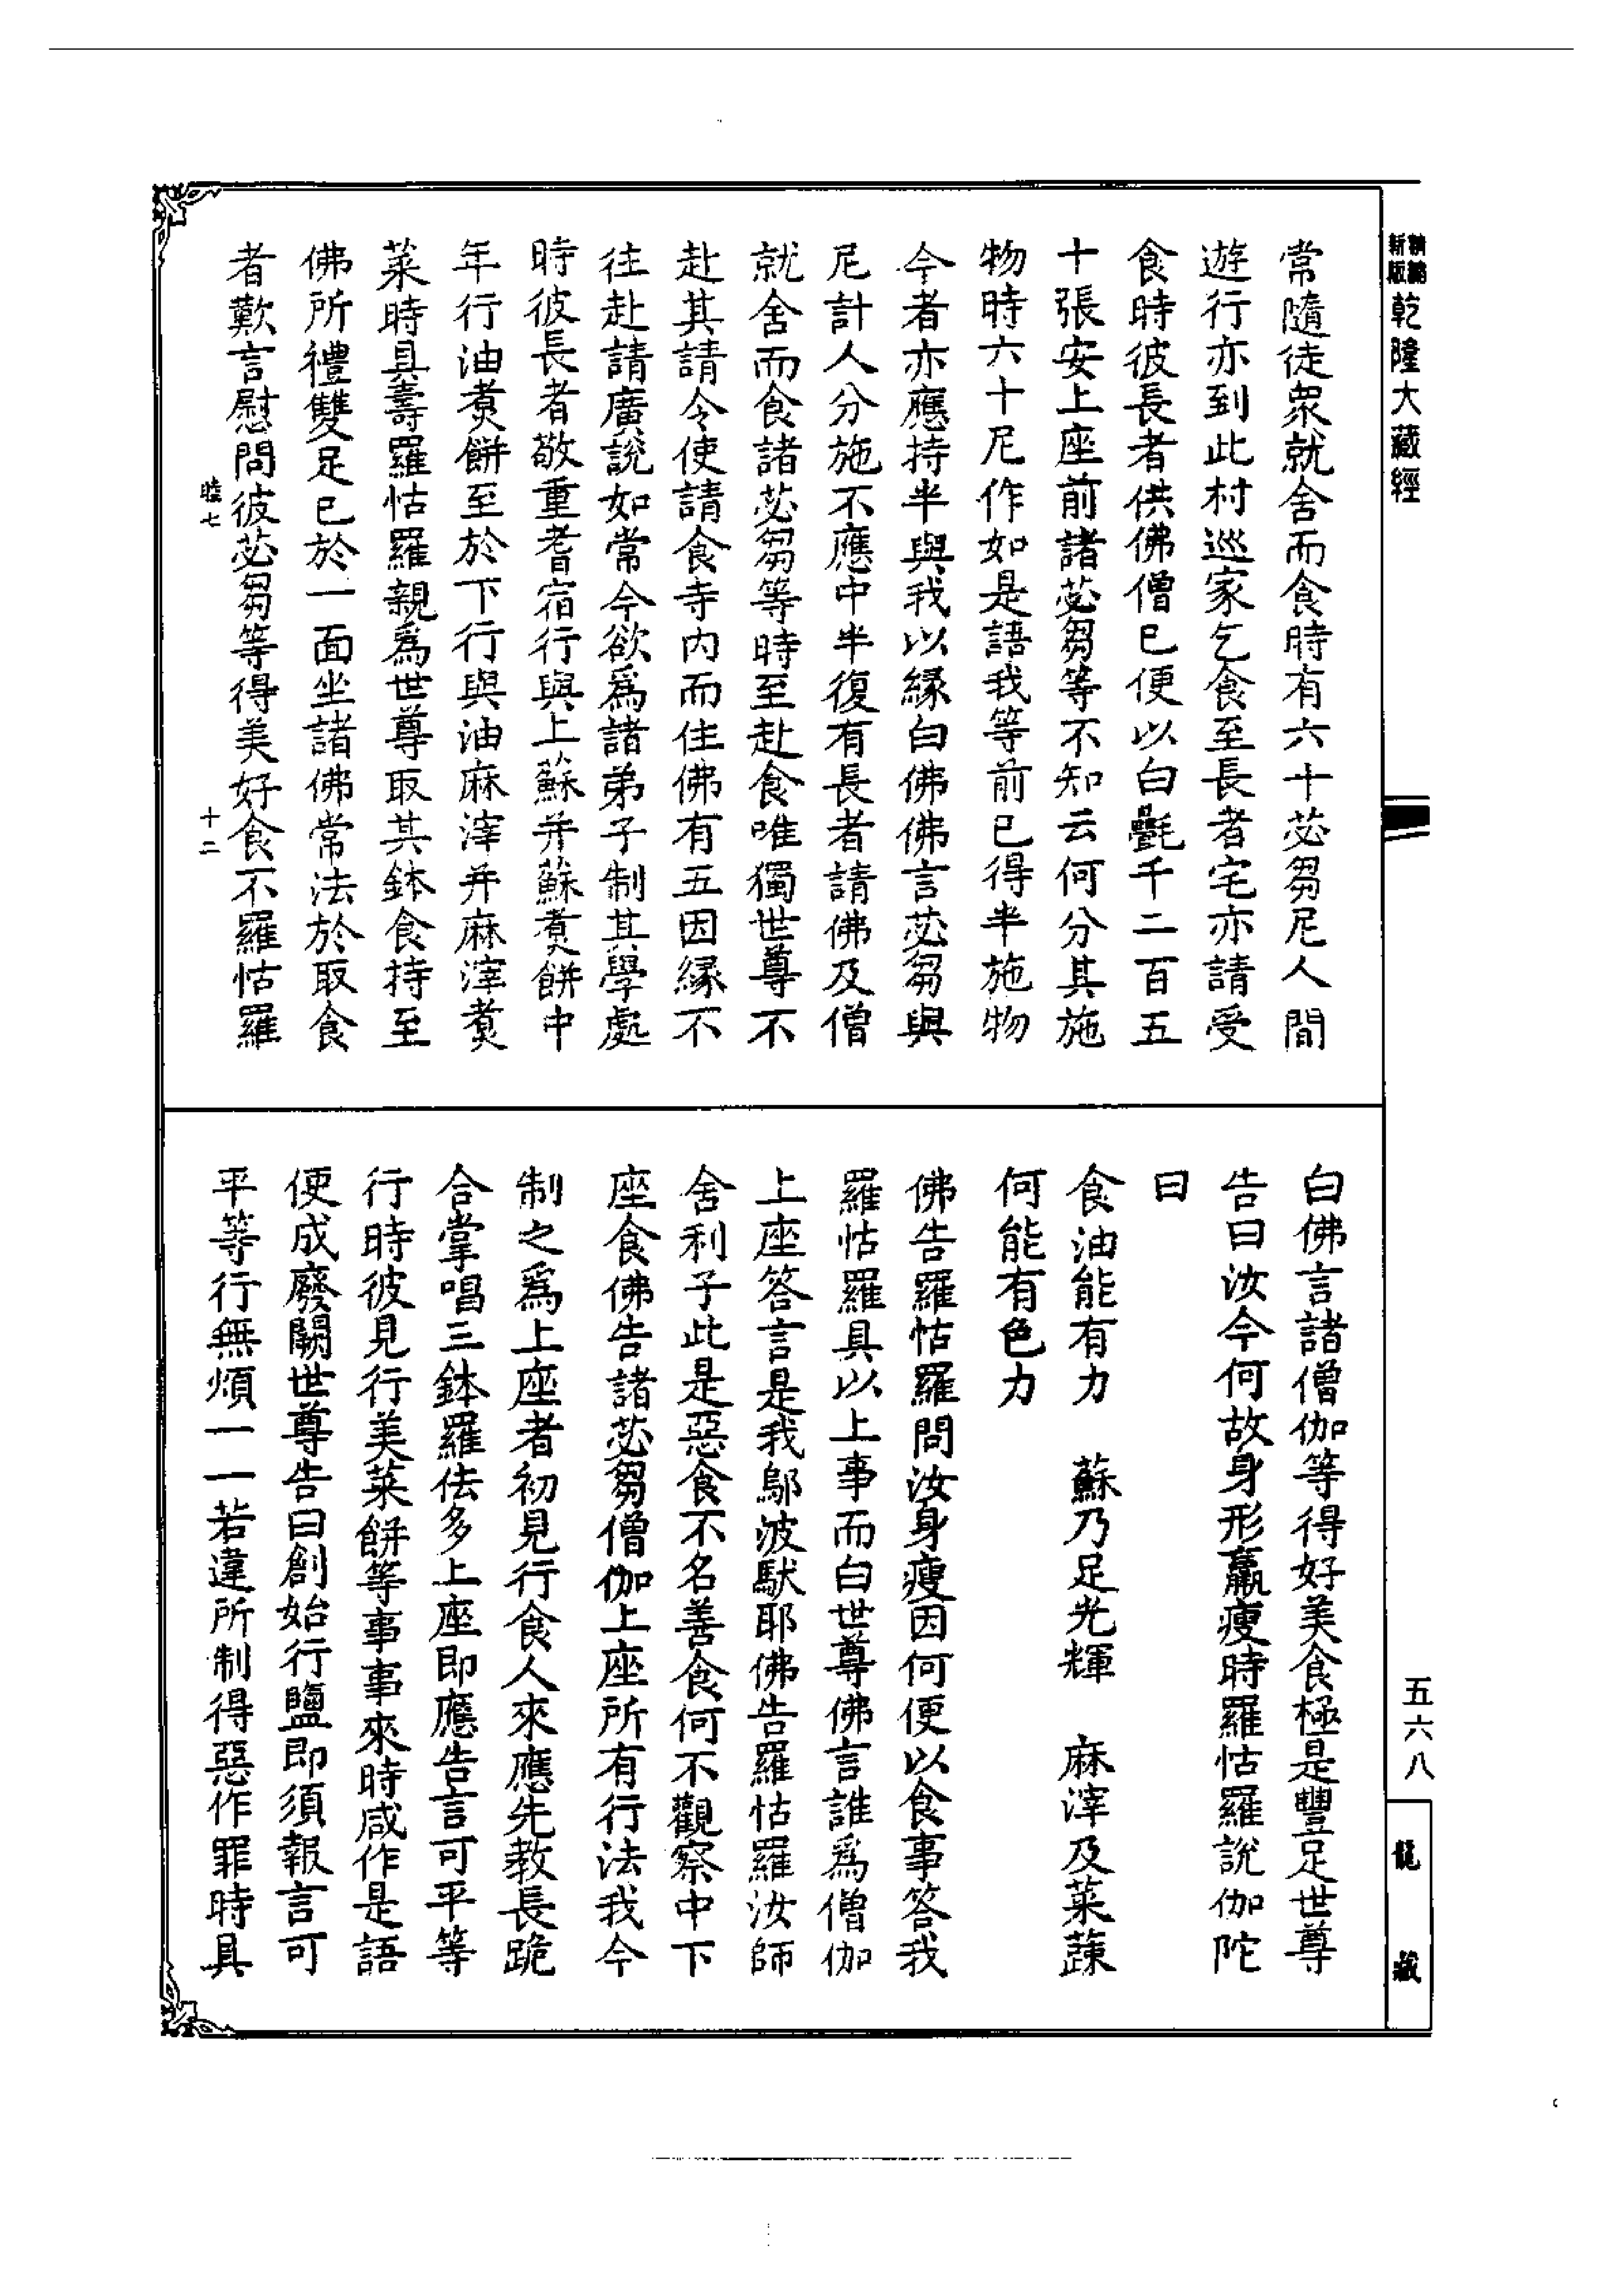 新版
乾隆大藏經
常隨徒衆就舍而食時有六十苾芻尼人間
遊行亦到此村巡家乞食至長者宅亦請受
食時彼長者供佛僧已便以白㲲千二百五
十張安上座前諸苾芻等不知云何分其施
物時六十尼作如是語我等前已得半施物
今者亦應持半與我以緣白佛佛言苾芻與
尼計人分施不應中半復有長者請佛及僧
就舍而食諸苾芻等時至赴食唯獨世尊不
赴其請令使請食寺內而住佛有五因緣不
往赴請廣說如常今欲爲諸弟子制其學處
時彼長者敬重耆宿行與上蘇并蘇煑餅中
年行油煑餅至於下行與油麻滓并麻滓煑
菜時具壽羅怙羅親爲世尊取其鉢食持至
佛所禮雙足已於一面坐諸佛常法於取食
者歎言慰問彼苾芻等得美好食不羅怙羅
睦七
十二
白佛言諸僧伽等得好美食極是豐足世尊
告曰汝今何故身形羸瘦時羅怙羅說伽陀
曰
食油能有力　蘇乃足光輝　麻滓及菜蔬
何能有色力
佛告羅怙羅問汝身瘦因何便以食事答我
羅怙羅具以上事而白世尊佛言誰爲僧伽
上座答言是我鄔波馱耶佛告羅怙羅汝師
舍利子此是惡食不名善食何不觀察中下
座食佛告諸苾芻僧伽上座所有行法我今
制之爲上座者初見行食人來應先教長跪
合掌唱三鉢羅佉多上座即應告言可平等
行時彼見行美菜餅等事事來時咸作是語
便成廢闕世尊告曰創始行鹽即須報言可
平等行無煩一一若違所制得惡作罪時具
五六八
龍藏